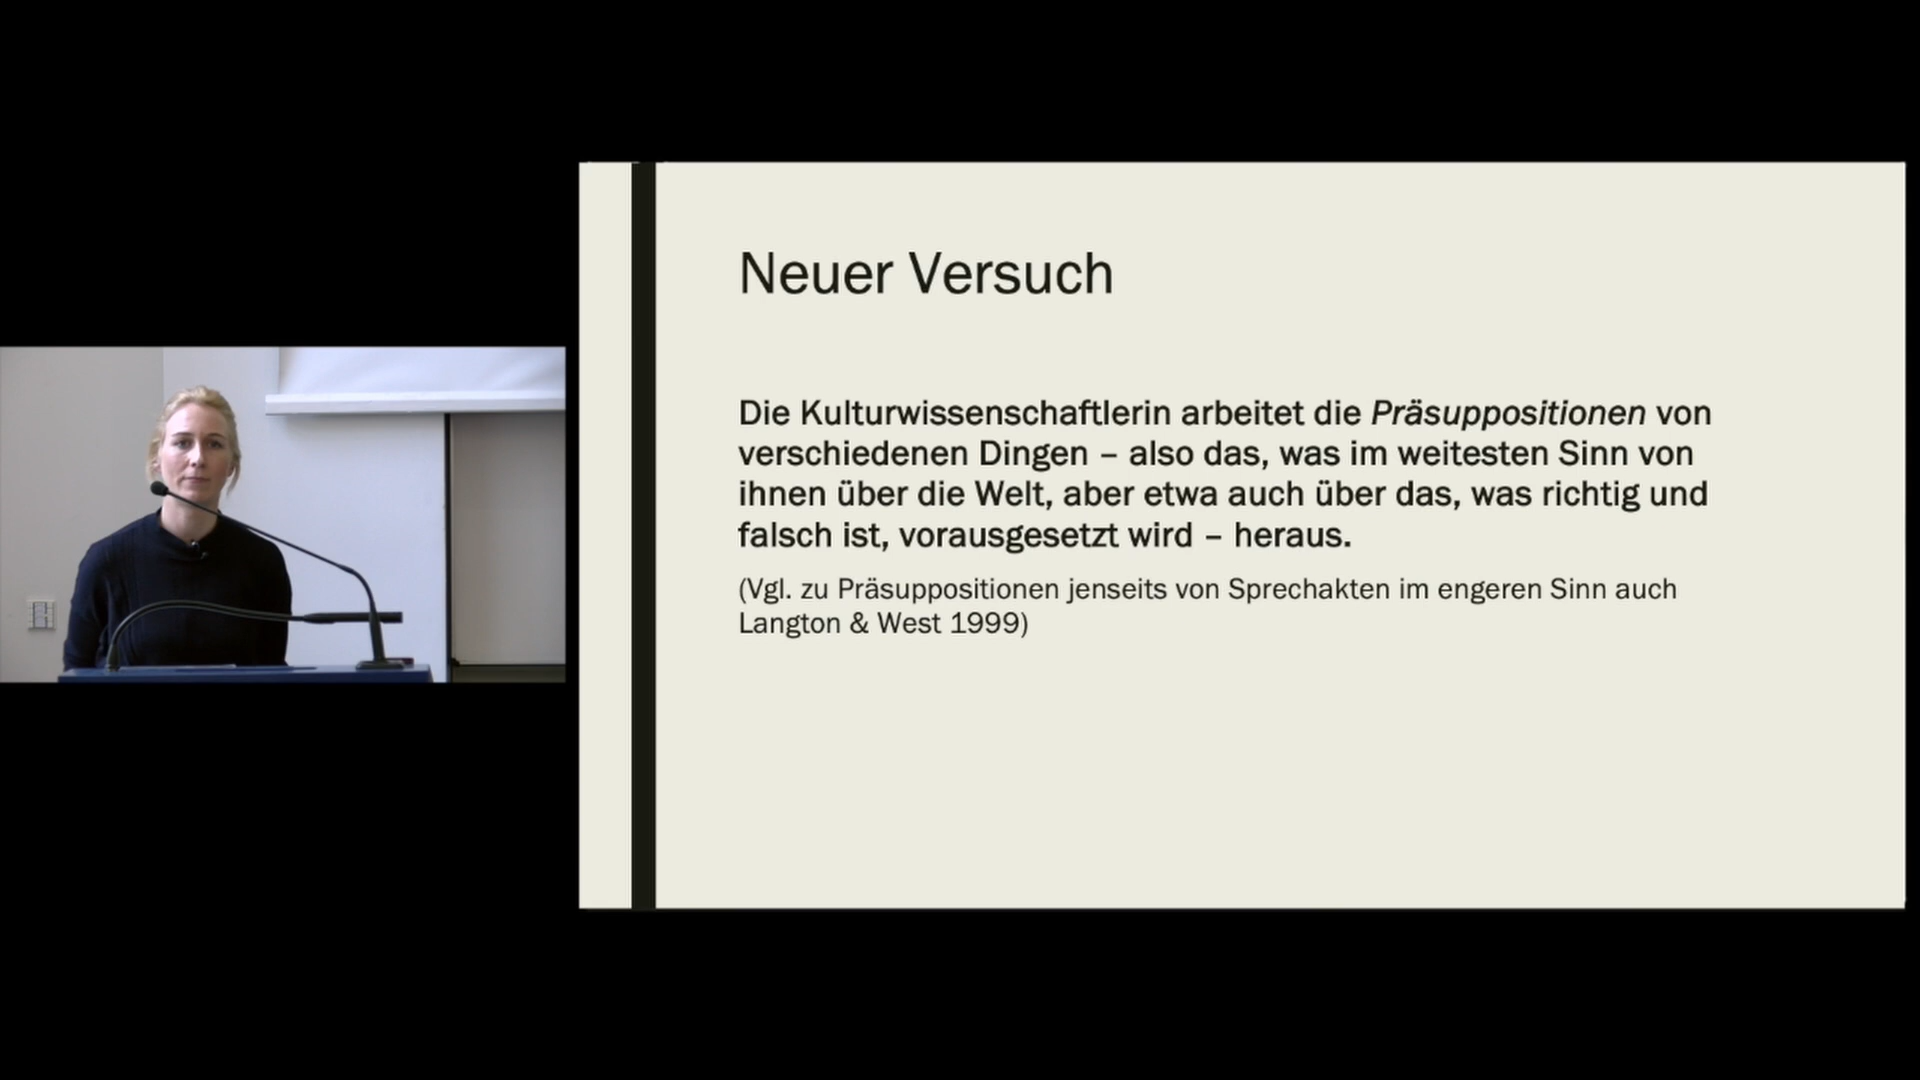 Neuer Versuch
Die Kulturwissenschaftlerin arbeitet die Präsuppositionen von
verschiedenen Dingen – also das, was im weitesten Sinn von
ihnen über die Welt, aber etwa auch über das, was richtig und
falsch ist, vorausgesetzt wird – heraus.
(Vgl. zu Präsuppositionen jenseits von Sprechakten im engeren Sinn auch
Langton & West 1999)